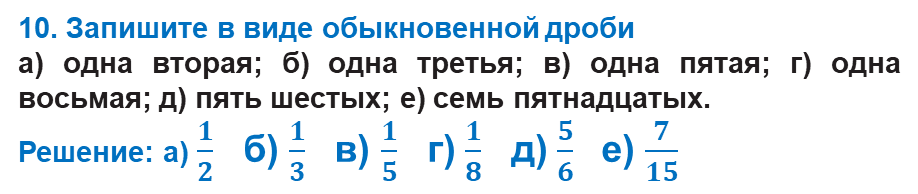 10. Запишите в виде обыкновенной дроби
а) одна вторая; б) одна третья; в) одна пятая; г) одна
восьмая; д) пять шестых; е) семь пятнадцатых.
Решение: а) 1/2 б) 1/3 в) 1/5 г) 1/8 д) 5/6 е) 7/15